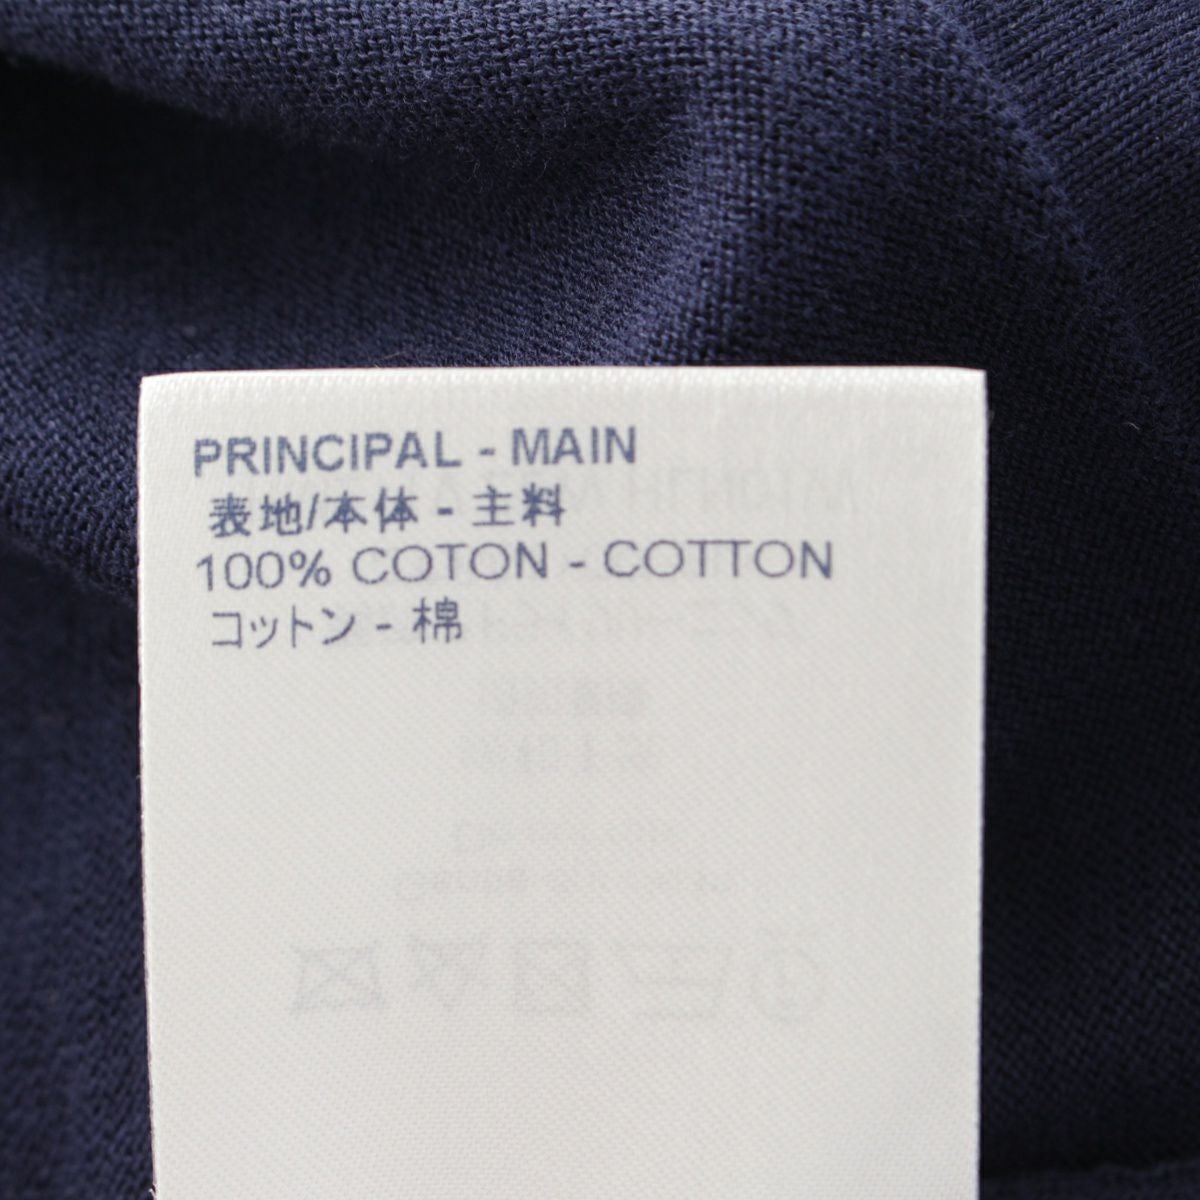 PRINCIPAL - MAIN
表地/本体 - 主料
100% COTON - COTTON
コットン - 棉